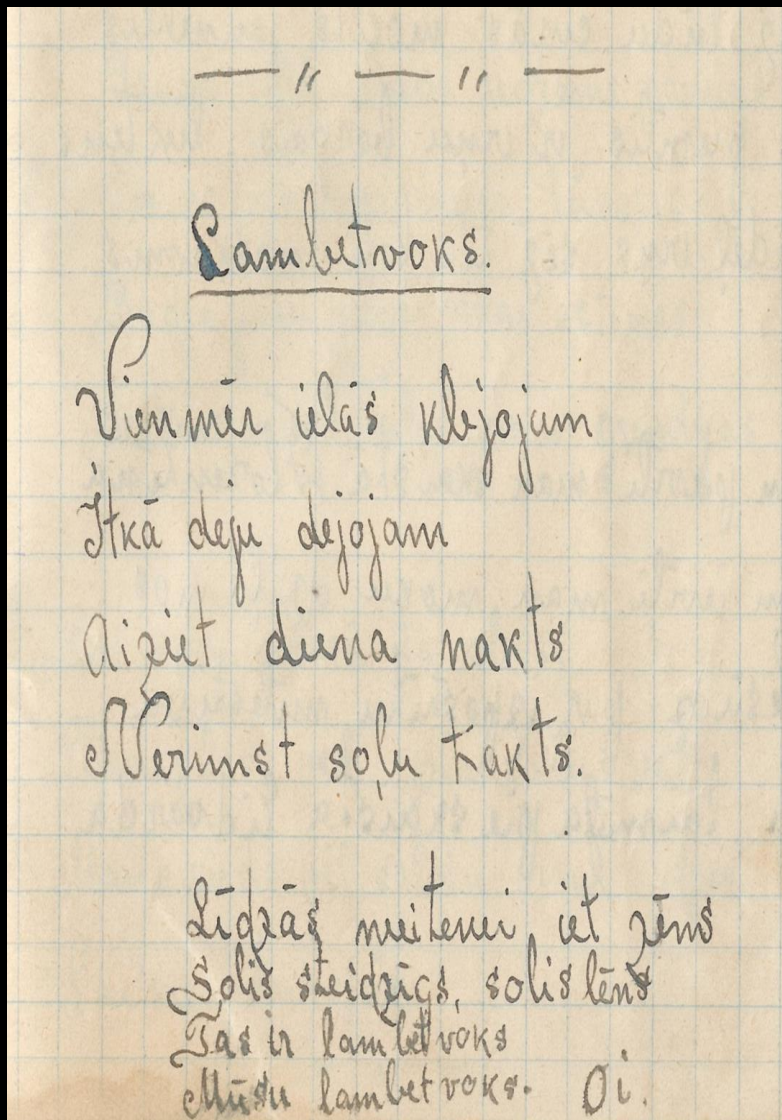 — " — " —
Lambetvoks.
Vienmēr ielās klejojam
Itkā deju dejojam
Aiziet diena nakts
Nerimst soļu takts.
Līdzās meitenei iet zēns
Solis steidzīgs, solis lēns
Tas ir lambetvoks
Mūsu lambetvoks. Oi.